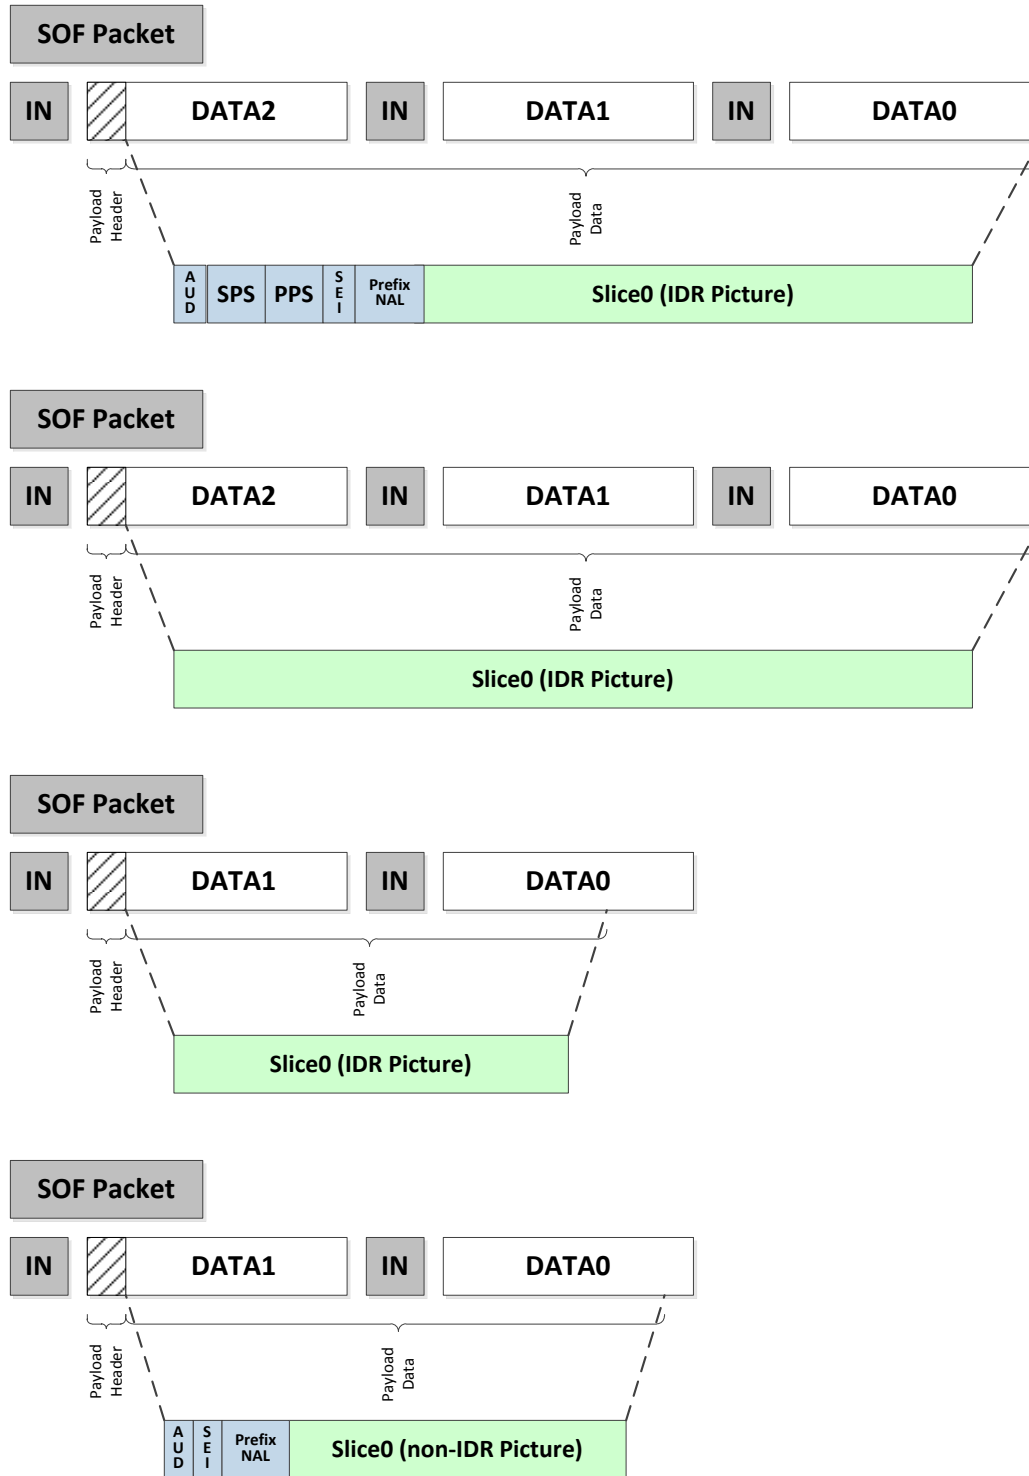 SOF Packet
IN DATA2 IN DATA1 IN DATA0
Payload
Header
Payload
Data
AUD SPS PPS SEI Prefix NAL Slice0 (IDR Picture)
SOF Packet
IN DATA2 IN DATA1 IN DATA0
Payload
Header
Payload
Data
Slice0 (IDR Picture)
SOF Packet
IN DATA1 IN DATA0
Payload
Header
Payload
Data
Slice0 (IDR Picture)
SOF Packet
IN DATA1 IN DATA0
Payload
Header
Payload
Data
AUD SEI Prefix NAL Slice0 (non-IDR Picture)